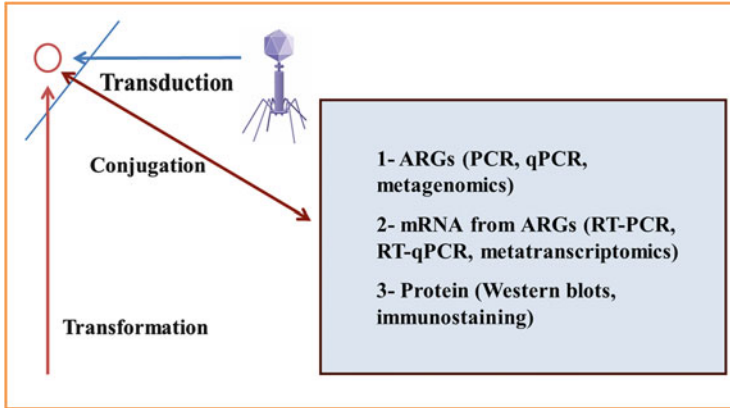 Transduction
Conjugation
Transformation
1- ARGs (PCR, qPCR,
metagenomics)
2- mRNA from ARGs (RT-PCR,
RT-qPCR, metatranscriptomics)
3- Protein (Western blots,
immunostaining)